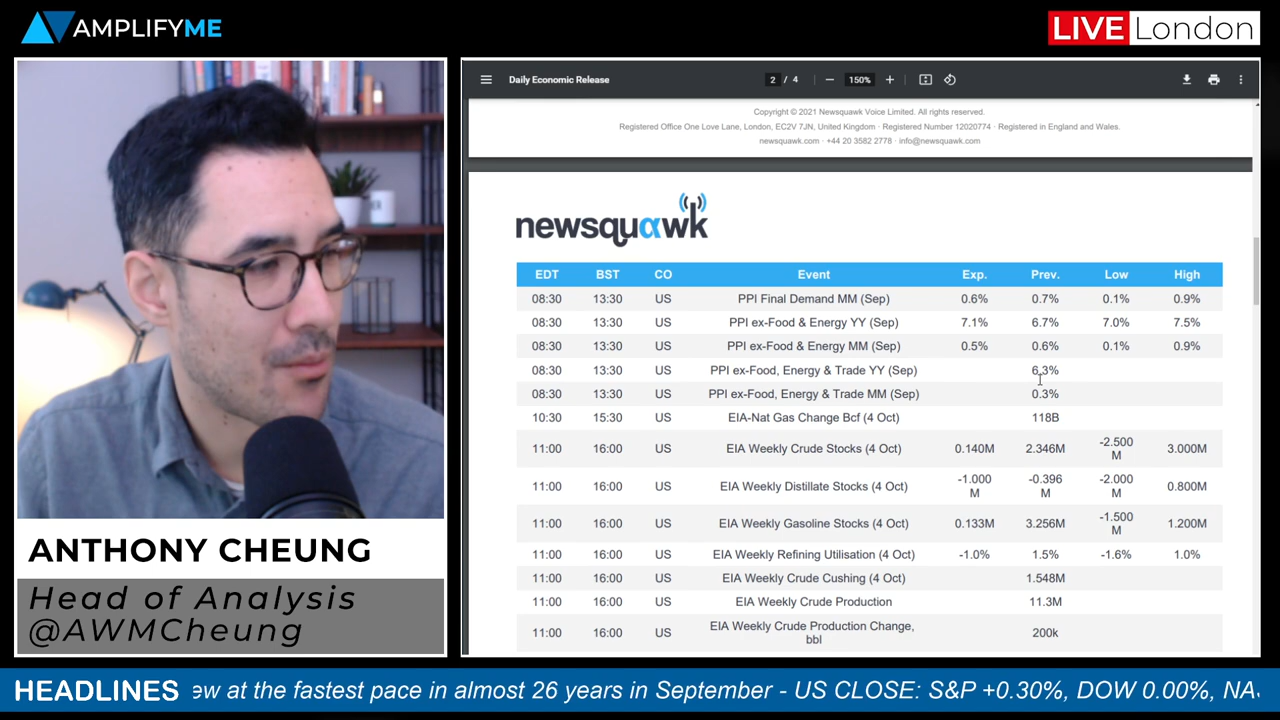 AMPLIFYME
LIVE London
Daily Economic Release
2 / 4
150%
Copyright © 2021 Newsquawk Voice Limited. All rights reserved.
Registered Office One Love Lane, London, EC2V 7JN, United Kingdom · Registered Number 12020774 · Registered in England and Wales.
newsquawk.com · +44 20 3582 2778 · info@newsquawk.com
newsquawk
EDT BST CO Event Exp. Prev. Low High
08:30 13:30 US PPI Final Demand MM (Sep) 0.6% 0.7% 0.1% 0.9%
08:30 13:30 US PPI ex-Food & Energy YY (Sep) 7.1% 6.7% 7.0% 7.5%
08:30 13:30 US PPI ex-Food & Energy MM (Sep) 0.5% 0.6% 0.1% 0.9%
08:30 13:30 US PPI ex-Food, Energy & Trade YY (Sep) 6.3%
08:30 13:30 US PPI ex-Food, Energy & Trade MM (Sep) 0.3%
10:30 15:30 US EIA-Nat Gas Change Bcf (4 Oct) 118B
11:00 16:00 US EIA Weekly Crude Stocks (4 Oct) 0.140M 2.346M -2.500 M 3.000M
11:00 16:00 US EIA Weekly Distillate Stocks (4 Oct) -1.000 M -0.396 M -2.000 M 0.800M
11:00 16:00 US EIA Weekly Gasoline Stocks (4 Oct) 0.133M 3.256M -1.500 M 1.200M
11:00 16:00 US EIA Weekly Refining Utilisation (4 Oct) -1.0% 1.5% -1.6% 1.0%
11:00 16:00 US EIA Weekly Crude Cushing (4 Oct) 1.548M
11:00 16:00 US EIA Weekly Crude Production 11.3M
11:00 16:00 US EIA Weekly Crude Production Change, bbl 200k
ANTHONY CHEUNG
Head of Analysis
@AWMCheung
HEADLINES ew at the fastest pace in almost 26 years in September - US CLOSE: S&P +0.30%, DOW 0.00%, NA